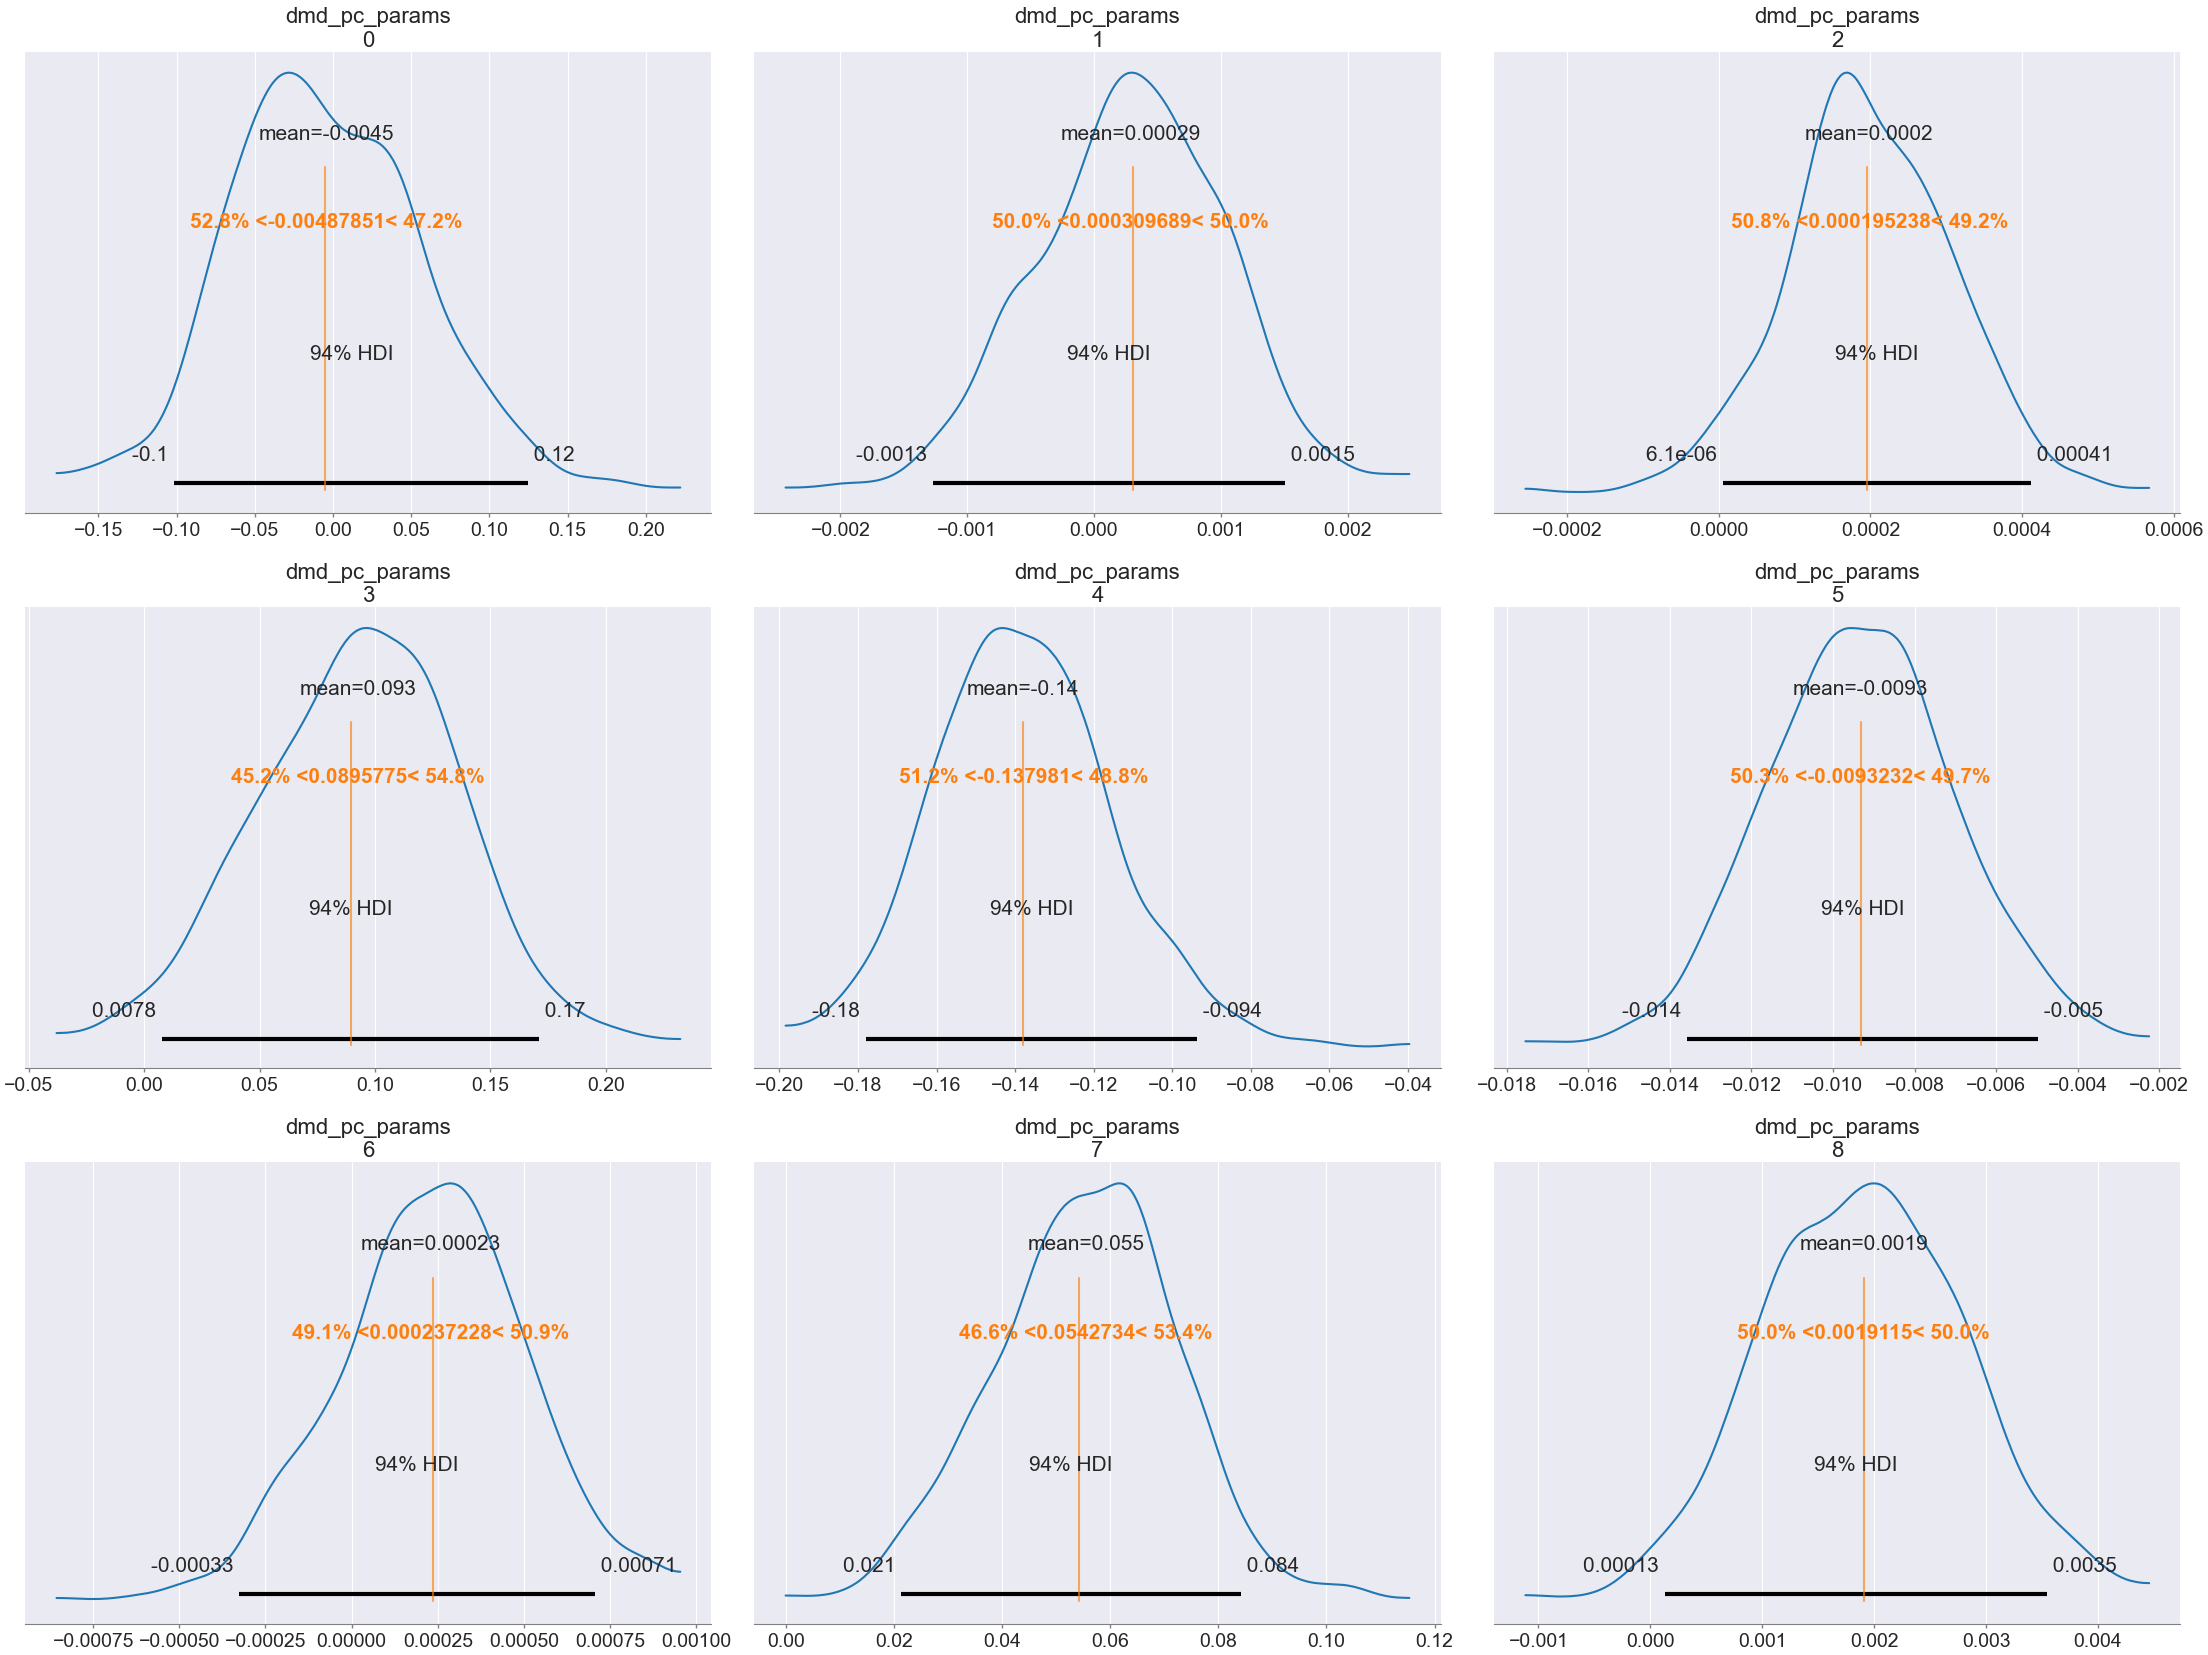 dmd_pc_params
0
mean=-0.0045
52.8% <-0.00487851< 47.2%
94% HDI
-0.1
0.12
−0.15 −0.10 −0.05 0.00 0.05 0.10 0.15 0.20
dmd_pc_params
1
mean=0.00029
50.0% <0.000309689< 50.0%
94% HDI
-0.0013
0.0015
−0.002 −0.001 0.000 0.001 0.002
dmd_pc_params
2
mean=0.0002
50.8% <0.000195238< 49.2%
94% HDI
6.1e-06
0.00041
−0.0002 0.0000 0.0002 0.0004 0.0006
dmd_pc_params
3
mean=0.093
45.2% <0.0895775< 54.8%
94% HDI
0.0078
0.17
−0.05 0.00 0.05 0.10 0.15 0.20
dmd_pc_params
4
mean=-0.14
51.2% <-0.137981< 48.8%
94% HDI
-0.18
-0.094
−0.20 −0.18 −0.16 −0.14 −0.12 −0.10 −0.08 −0.06 −0.04
dmd_pc_params
5
mean=-0.0093
50.3% <-0.0093232< 49.7%
94% HDI
-0.014
-0.005
−0.018 −0.016 −0.014 −0.012 −0.010 −0.008 −0.006 −0.004 −0.002
dmd_pc_params
6
mean=0.00023
49.1% <0.000237228< 50.9%
94% HDI
-0.00033
0.00071
−0.00075 −0.00050 −0.00025 0.00000 0.00025 0.00050 0.00075 0.00100
dmd_pc_params
7
mean=0.055
46.6% <0.0542734< 53.4%
94% HDI
0.021
0.084
0.00 0.02 0.04 0.06 0.08 0.10 0.12
dmd_pc_params
8
mean=0.0019
50.0% <0.0019115< 50.0%
94% HDI
0.00013
0.0035
−0.001 0.000 0.001 0.002 0.003 0.004